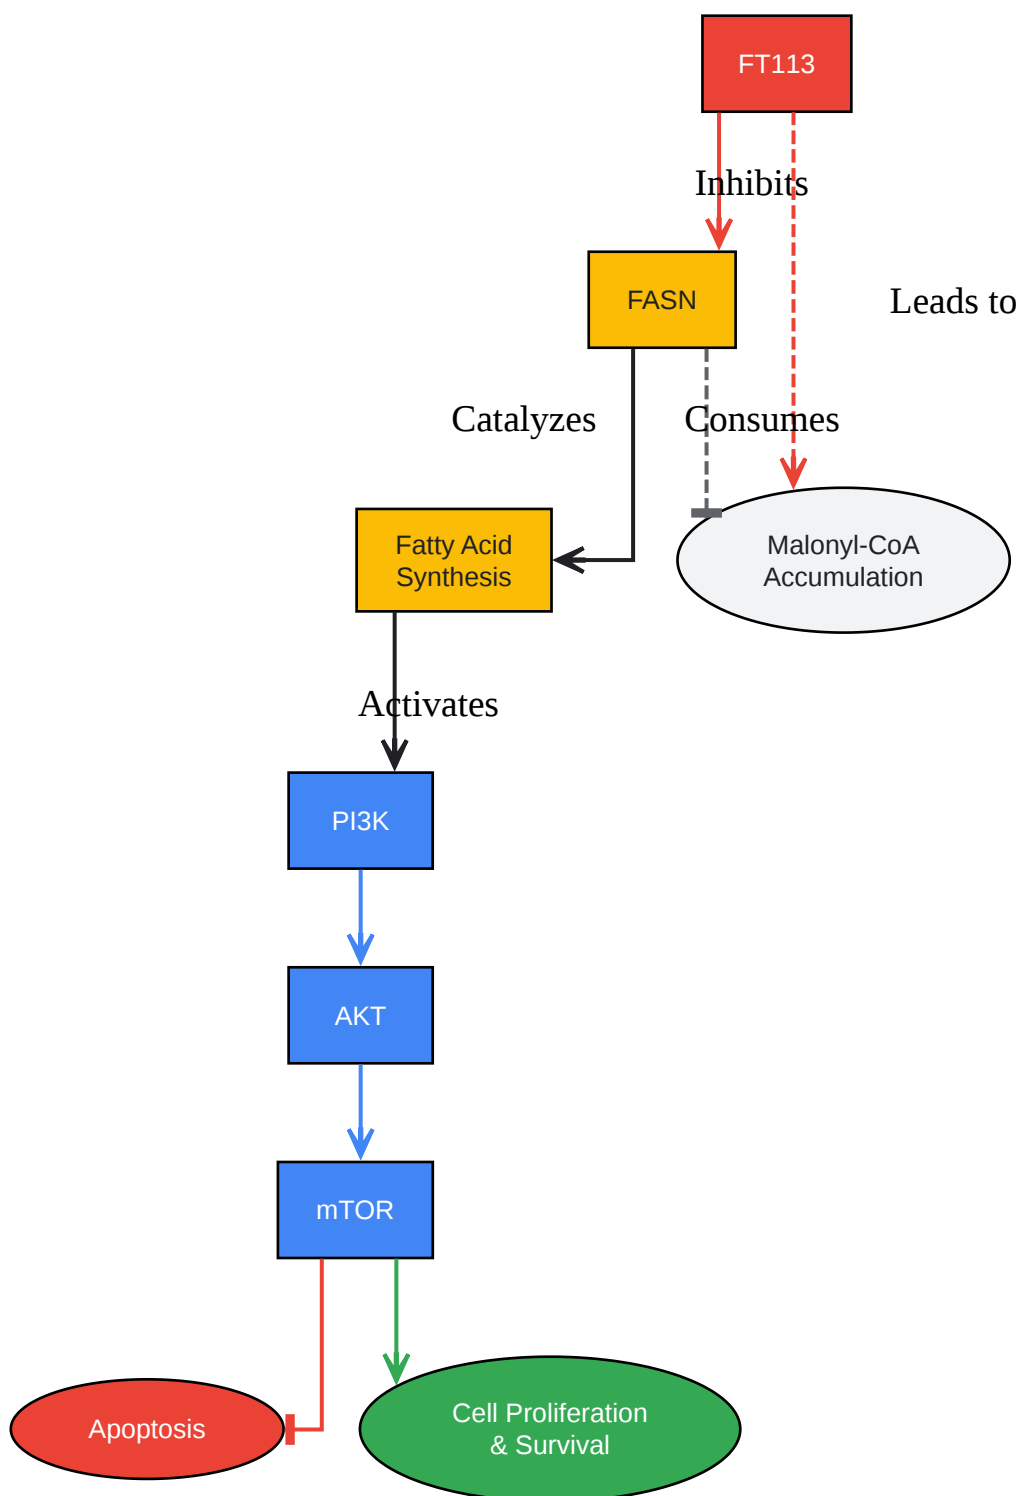 FT113
Inhibits
FASN
Leads to
Catalyzes
Consumes
Fatty Acid
Synthesis
Malonyl-CoA
Accumulation
Activates
PI3K
AKT
mTOR
Apoptosis
Cell Proliferation
& Survival